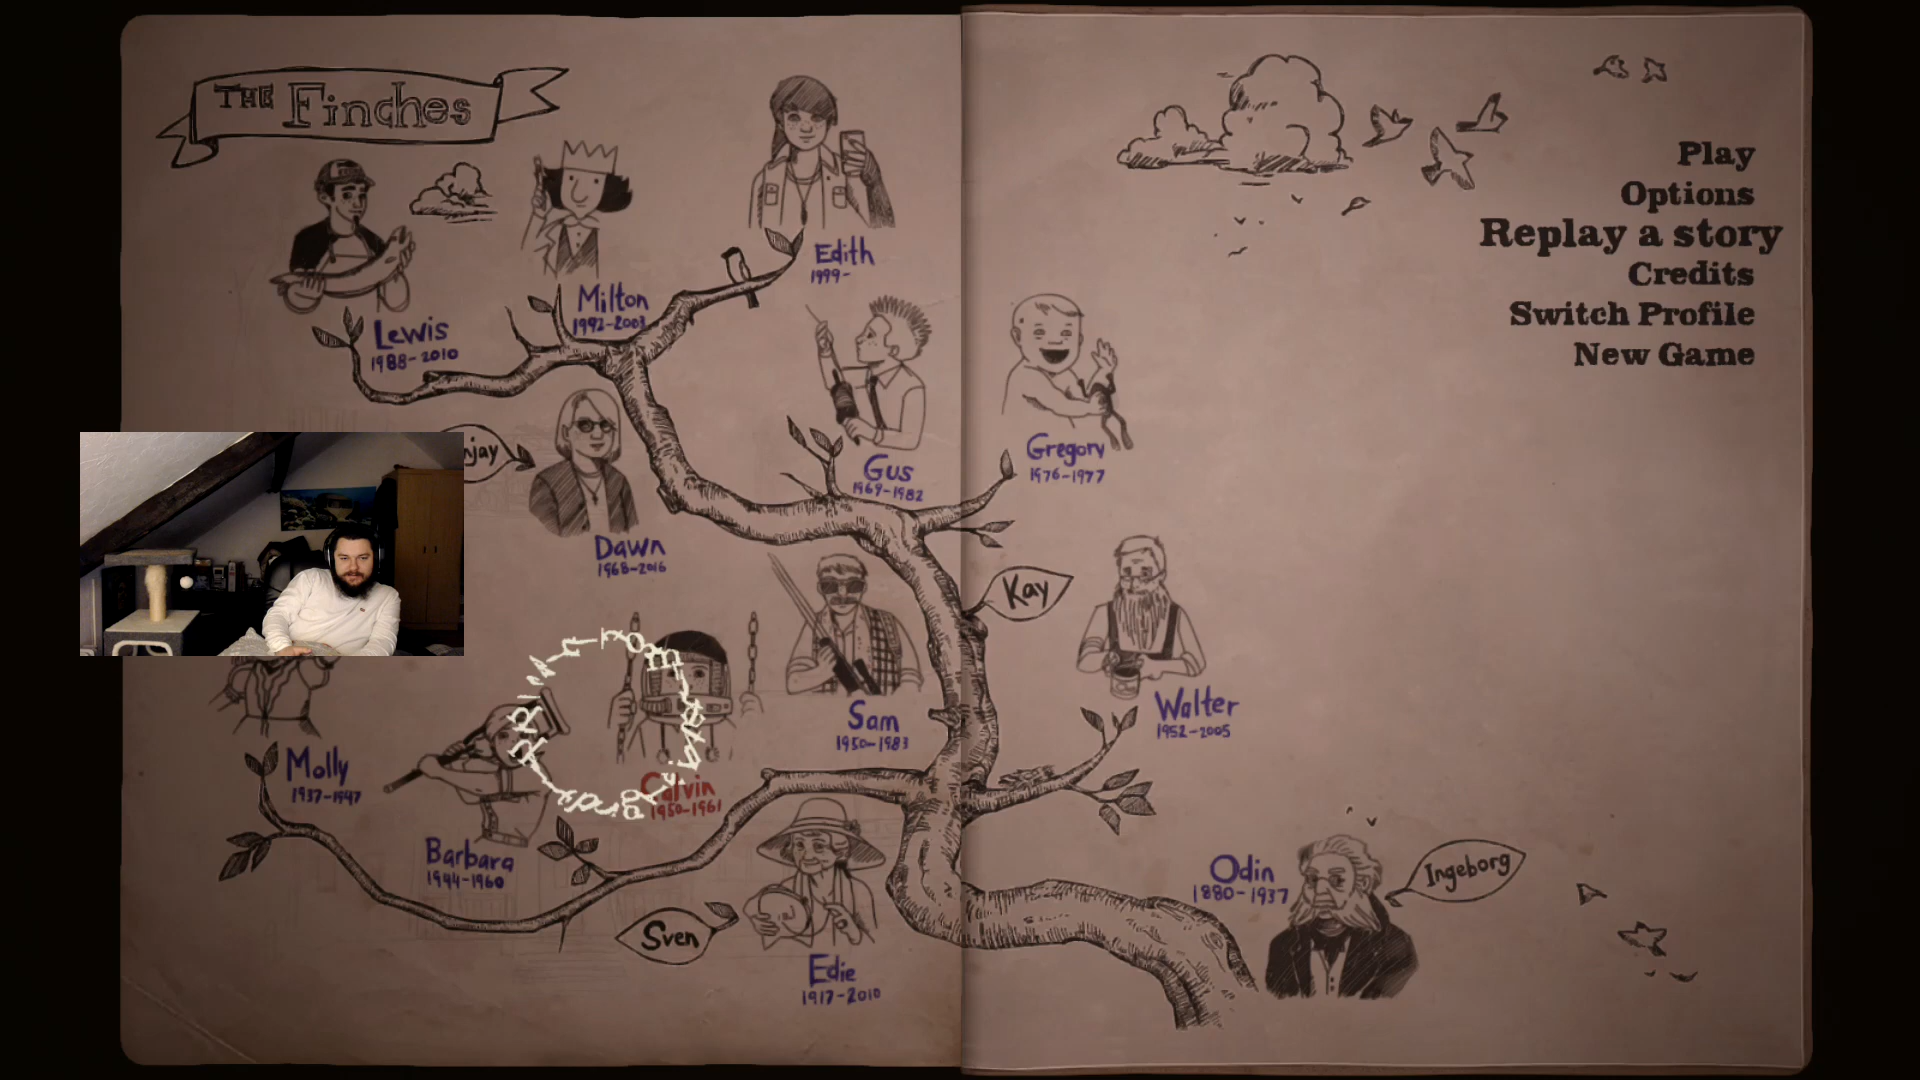 THE Finches
Play
Options
Replay a story
Credits
Switch Profile
New Game
Edith
1999-
Milton
1992-2003
Lewis
1988-2010
Gus
1969-1982
Gregory
1976-1977
njay
Dawn
1968-2016
Kay
Sam
1950-1983
Walter
1952-2005
Calvin
1950-1961
Molly
1937-1947
Barbara
1944-1960
Odin
1880-1937
Ingeborg
Sven
Edie
1917-2010